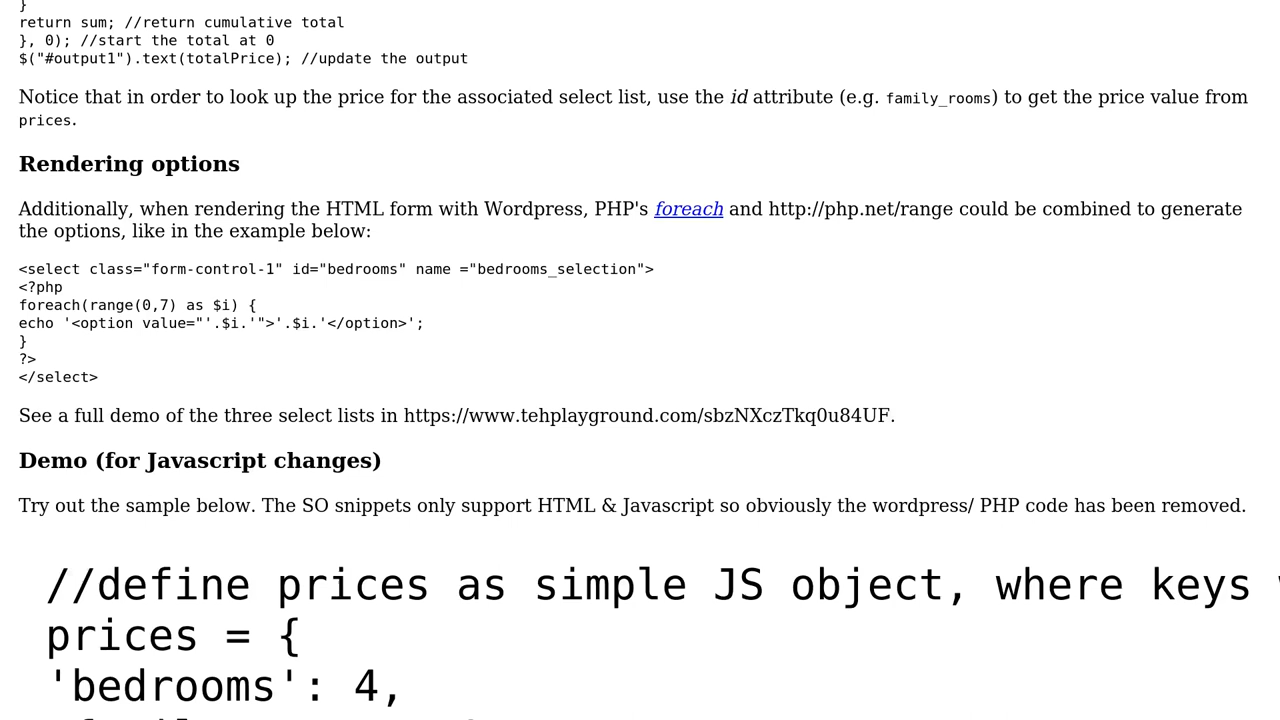 }
return sum; //return cumulative total
}, 0); //start the total at 0
$("#output1").text(totalPrice); //update the output
Notice that in order to look up the price for the associated select list, use the id attribute (e.g. family_rooms) to get the price value from
prices.
Rendering options
Additionally, when rendering the HTML form with Wordpress, PHP's foreach and http://php.net/range could be combined to generate
the options, like in the example below:
<select class="form-control-1" id="bedrooms" name ="bedrooms_selection">
<?php
foreach(range(0,7) as $i) {
echo '<option value="'.$i.'">'.$i.'</option>';
}
?>
</select>
See a full demo of the three select lists in https://www.tehplayground.com/sbzNXczTkq0u84UF.
Demo (for Javascript changes)
Try out the sample below. The SO snippets only support HTML & Javascript so obviously the wordpress/ PHP code has been removed.
//define prices as simple JS object, where keys
prices = {
'bedrooms': 4,